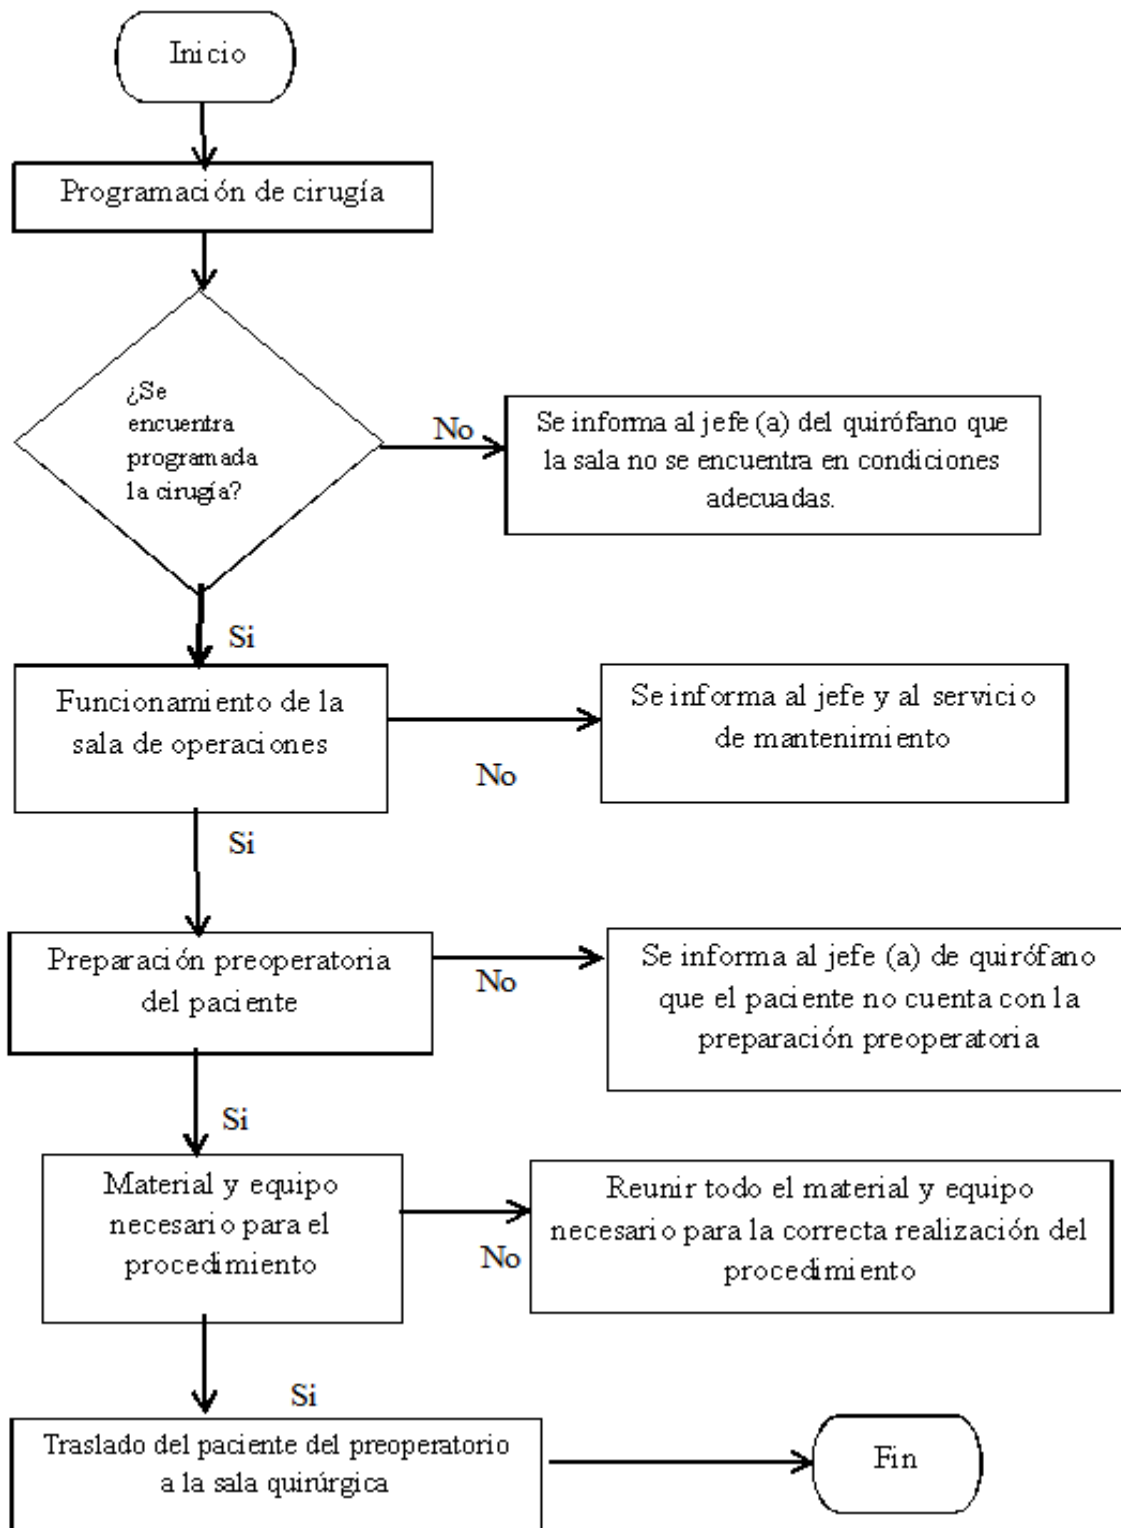 Inicio
Programación de cirugía
¿Se
encuentra
programada
la cirugía?
No
Se informa al jefe (a) del quirófano que
la sala no se encuentra en condiciones
adecuadas.
Si
Funcionamiento de la
sala de operaciones
No
Se informa al jefe y al servicio
de mantenimiento
Si
Preparación preoperatoria
del paciente
No
Se informa al jefe (a) de quirófano
que el paciente no cuenta con la
preparación preoperatoria
Si
Material y equipo
necesario para el
procedimiento
No
Reunir todo el material y equipo
necesario para la correcta realización del
procedimiento
Si
Traslado del paciente del preoperatorio
a la sala quirúrgica
Fin